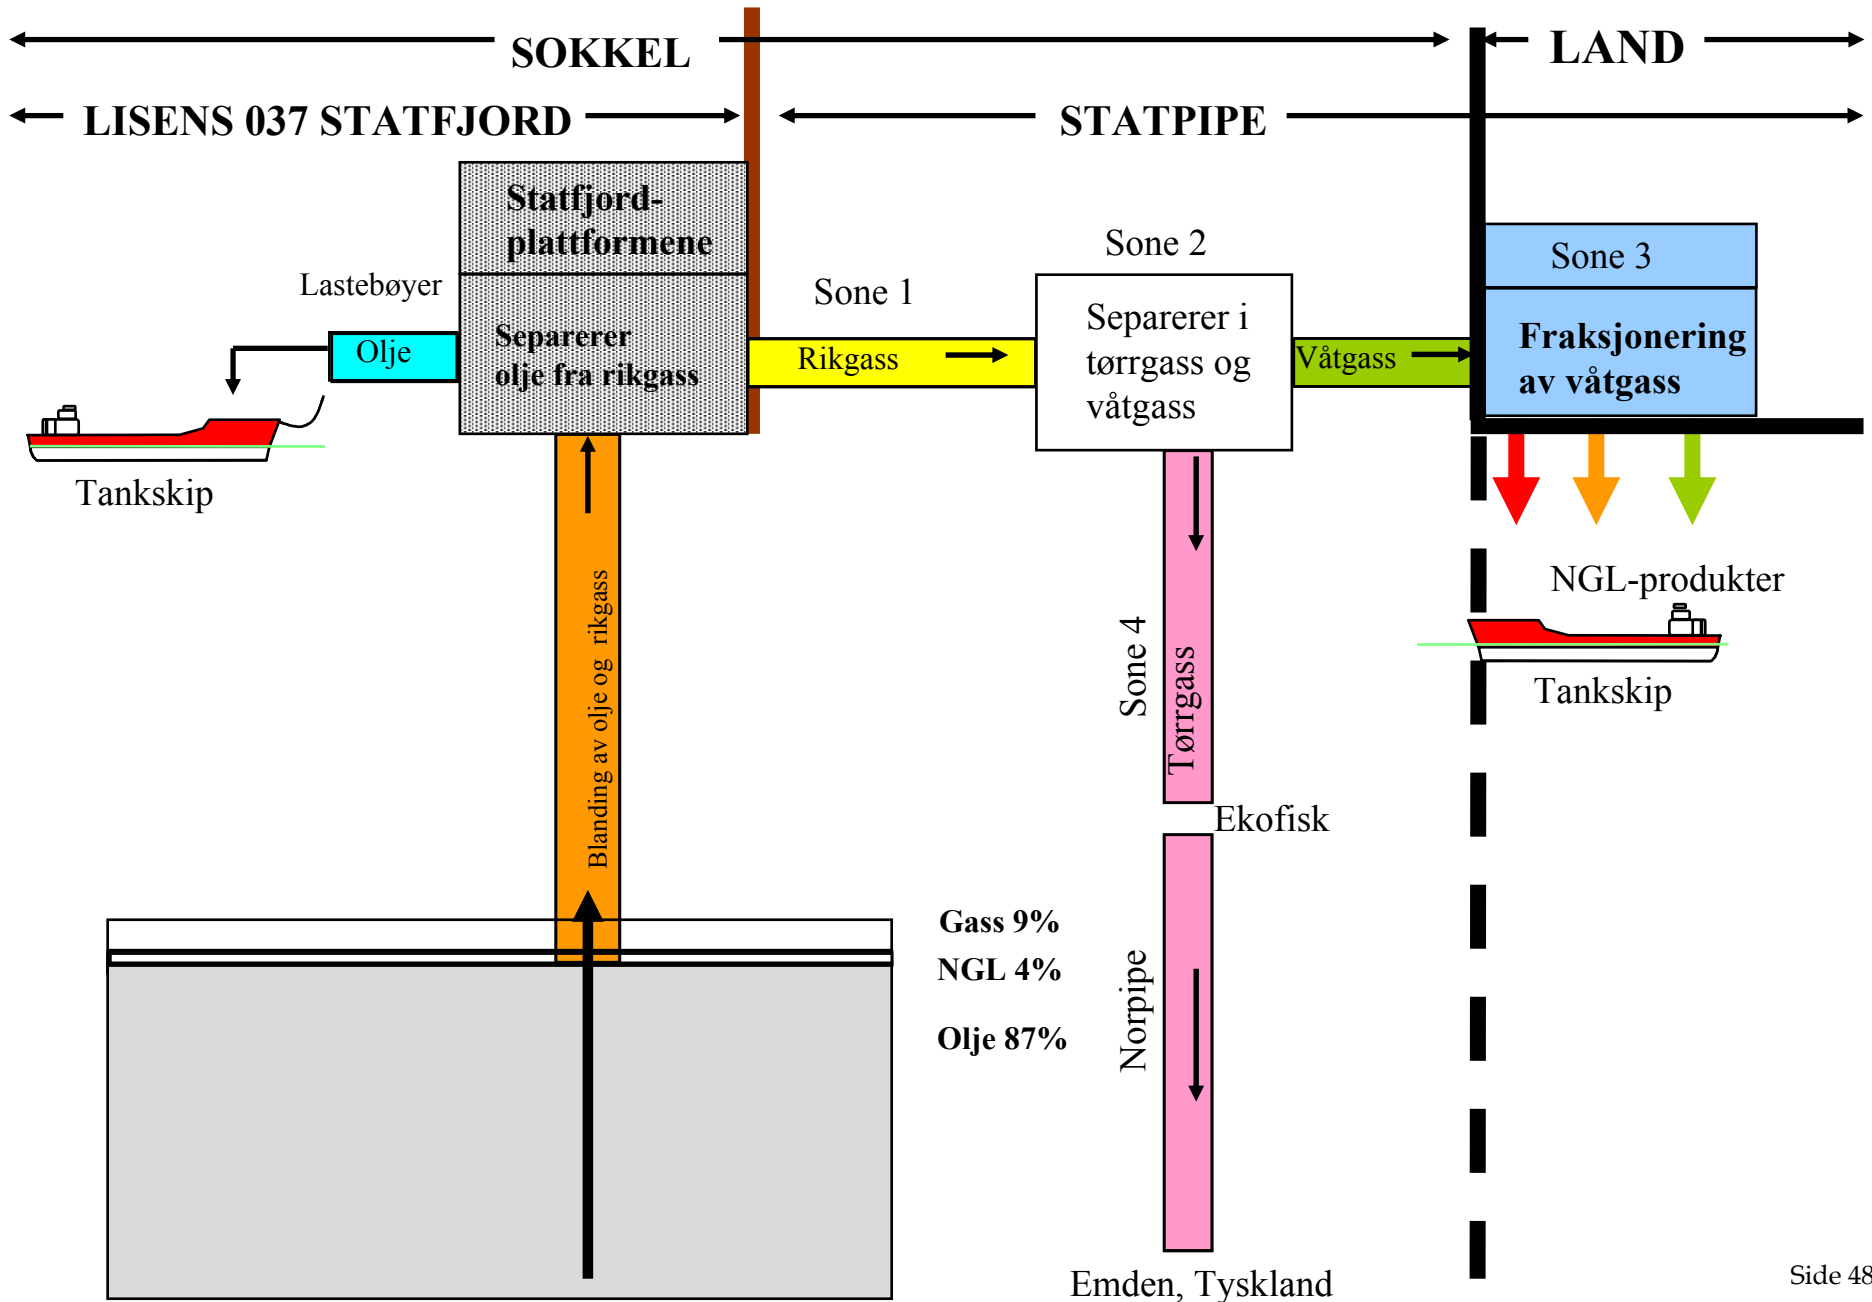 SOKKEL
LAND
LISENS 037 STATFJORD
STATPIPE
Statfjord-
plattformene
Lastebøyer
Olje
Separerer
olje fra rikgass
Tankskip
Sone 1
Rikgass
Sone 2
Separerer i
tørrgass og
våtgass
Våtgass
Sone 3
Fraksjonering
av våtgass
NGL-produkter
Tankskip
Blanding av olje og rikgass
Sone 4
Tørrgass
Ekofisk
Norpipe
Gass 9%
NGL 4%
Olje 87%
Emden, Tyskland
Side 48